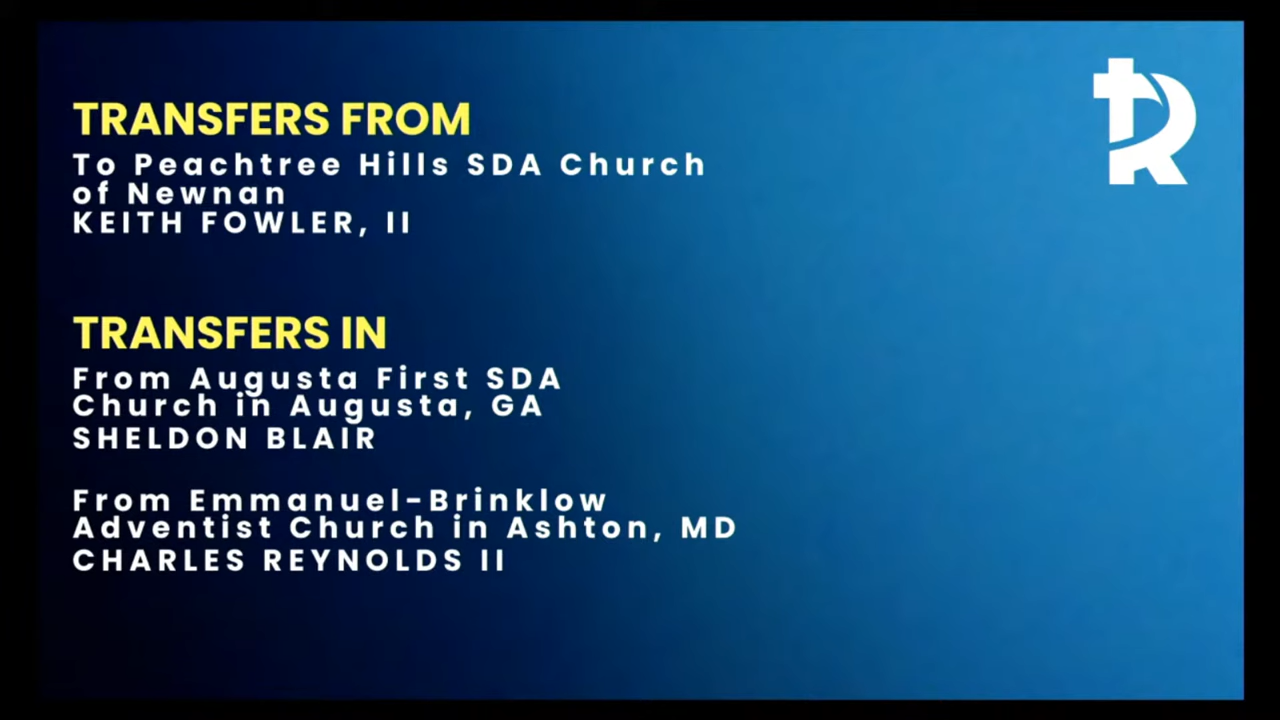 TRANSFERS FROM
To Peachtree Hills SDA Church
of Newnan
KEITH FOWLER, II
TRANSFERS IN
From Augusta First SDA
Church in Augusta, GA
SHELDON BLAIR
From Emmanuel-Brinklow
Adventist Church in Ashton, MD
CHARLES REYNOLDS II